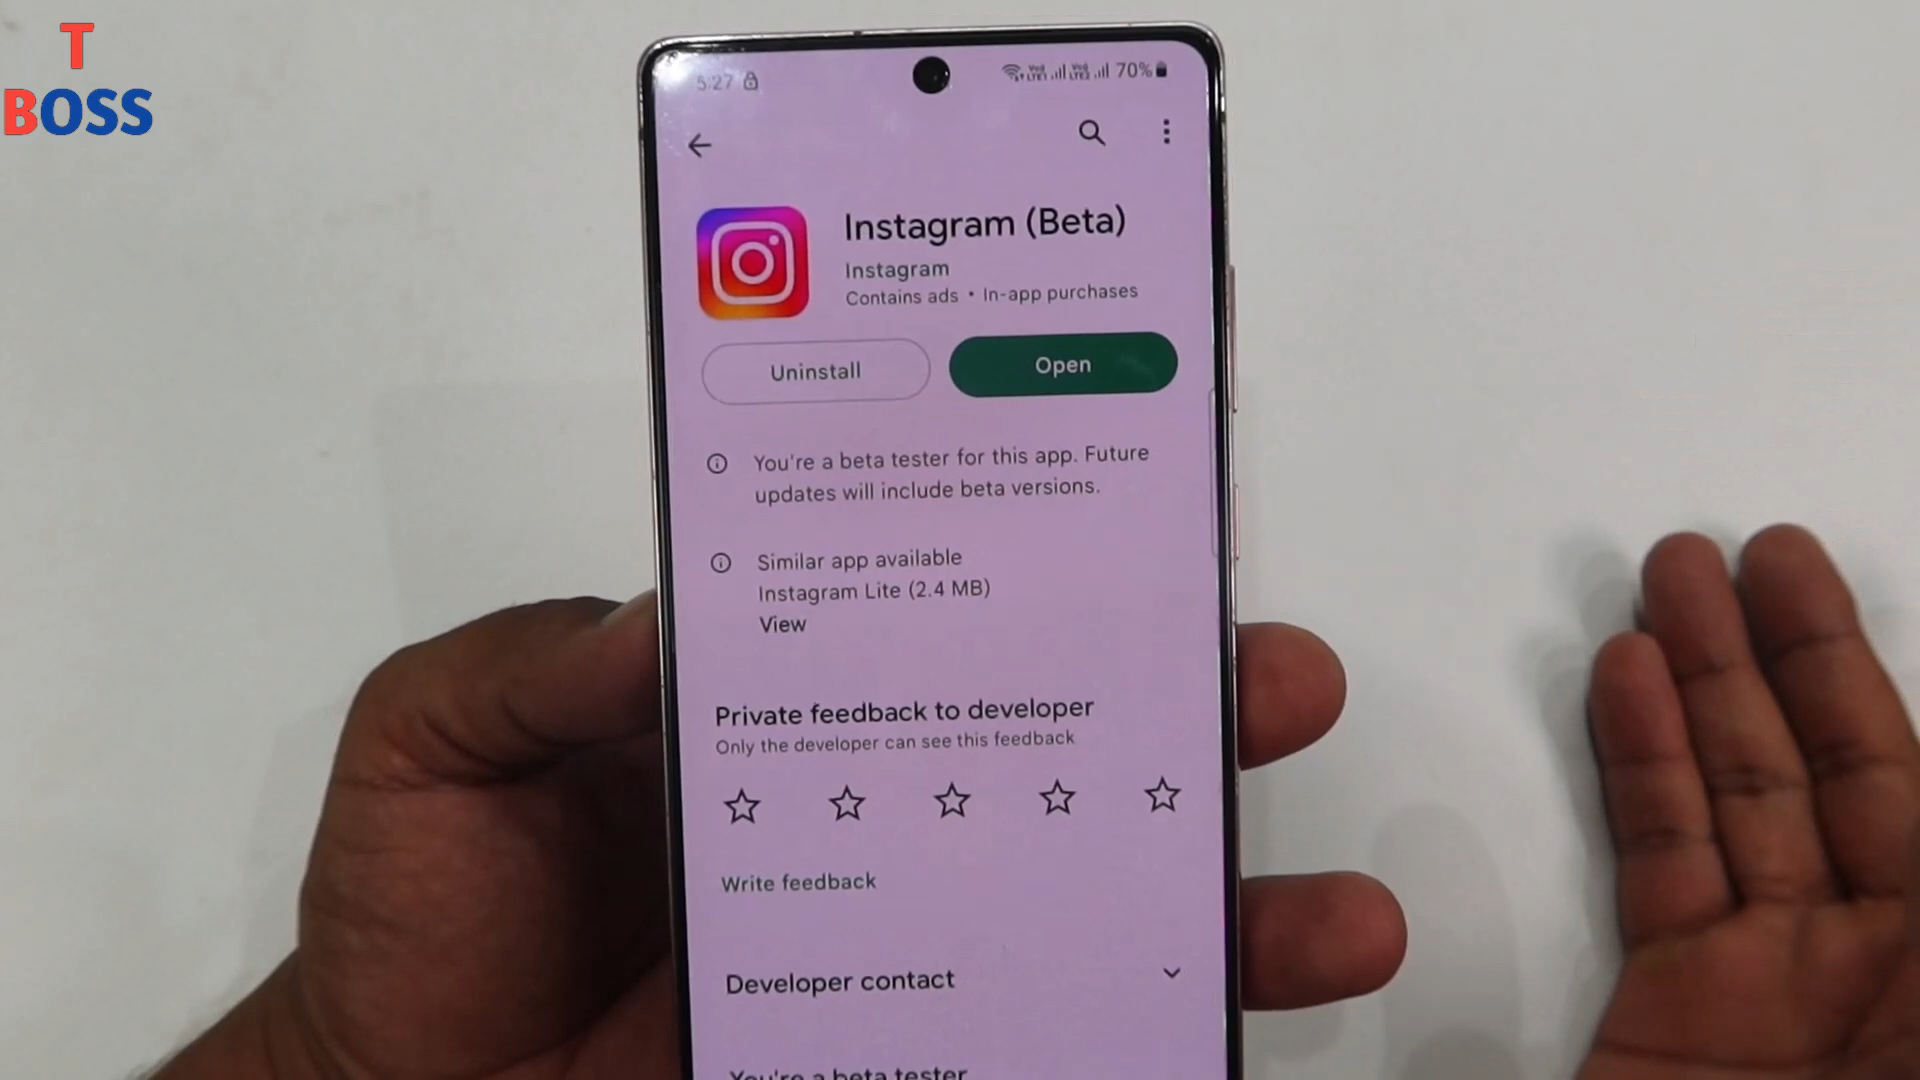 T
BOSS
5:27
70%
Instagram (Beta)
Instagram
Contains ads • In-app purchases
Uninstall
Open
You're a beta tester for this app. Future
updates will include beta versions.
Similar app available
Instagram Lite (2.4 MB)
View
Private feedback to developer
Only the developer can see this feedback
Write feedback
Developer contact
You're a beta tester